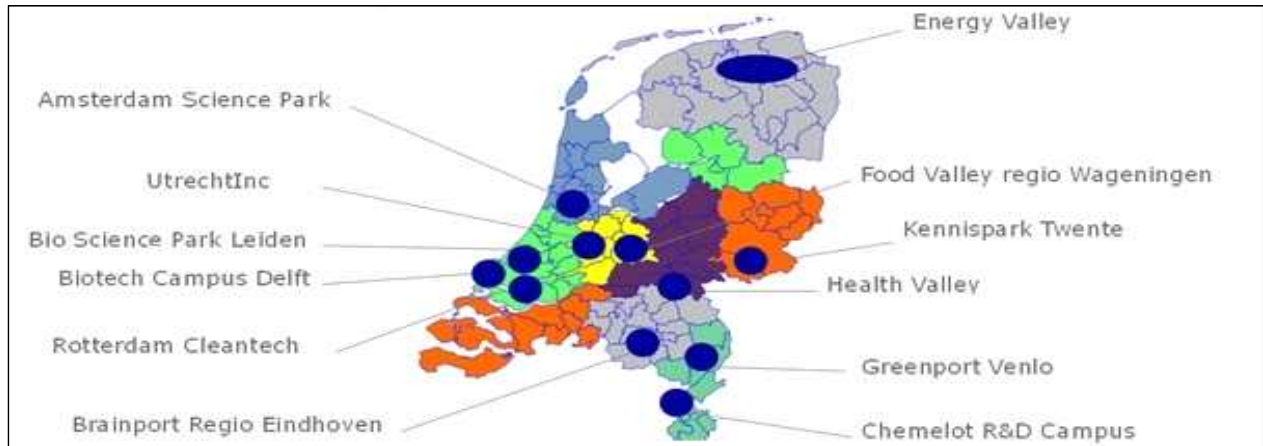 Energy Valley
Amsterdam Science Park
UtrechtInc
Food Valley regio Wageningen
Bio Science Park Leiden
Kennispark Twente
Biotech Campus Delft
Health Valley
Rotterdam Cleantech
Greenport Venlo
Brainport Regio Eindhoven
Chemelot R&D Campus